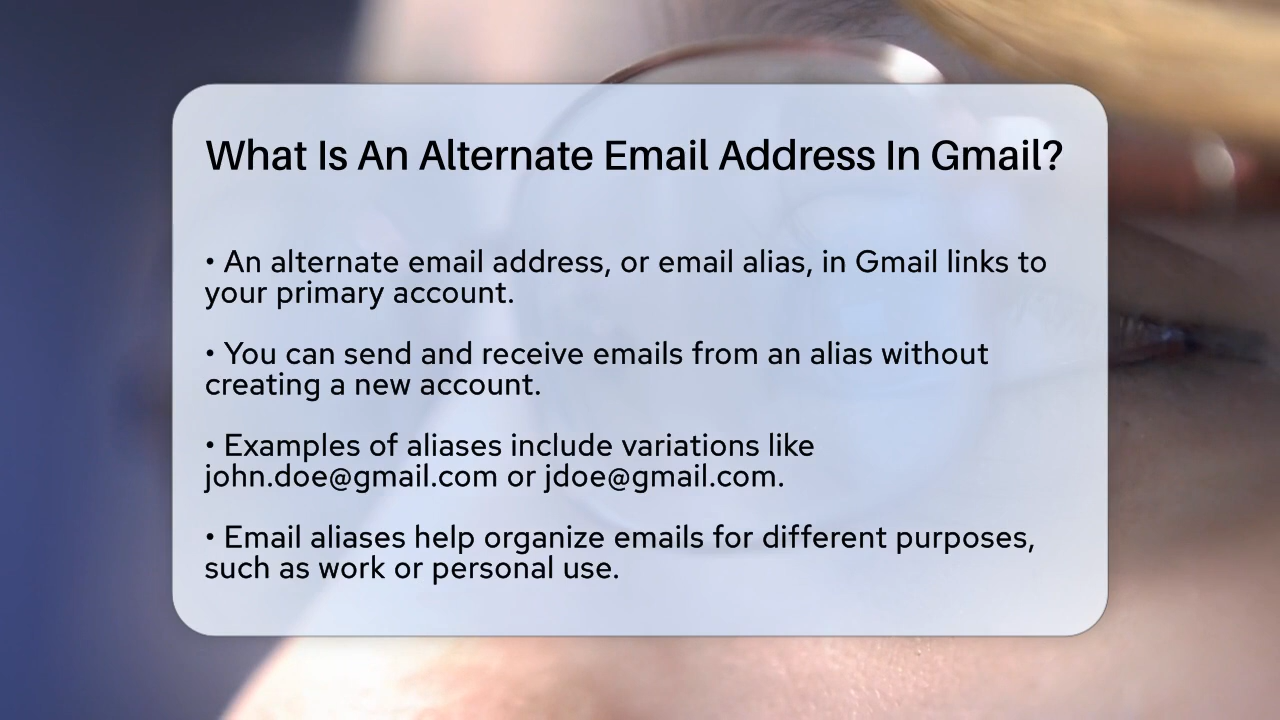 What Is An Alternate Email Address In Gmail?
• An alternate email address, or email alias, in Gmail links to
your primary account.
• You can send and receive emails from an alias without
creating a new account.
• Examples of aliases include variations like
john.doe@gmail.com or jdoe@gmail.com.
• Email aliases help organize emails for different purposes,
such as work or personal use.